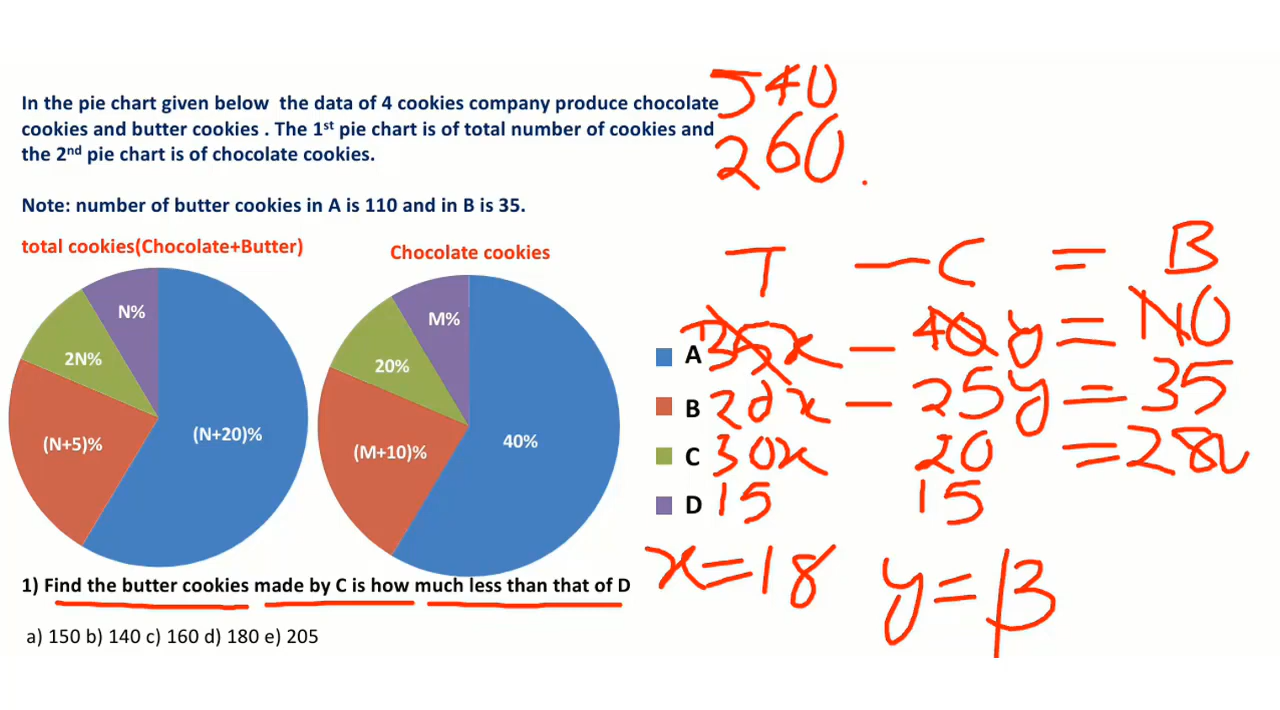 In the pie chart given below the data of 4 cookies company produce chocolate
cookies and butter cookies . The 1st pie chart is of total number of cookies and
the 2nd pie chart is of chocolate cookies.
Note: number of butter cookies in A is 110 and in B is 35.
total cookies(Chocolate+Butter)
N%
2N%
(N+5)%
(N+20)%
Chocolate cookies
M%
20%
(M+10)%
40%
540
260
T - C = B
A x - 40 y =
B 20x - 25y = 35
C 30x 20 = 280
D 15 15
x=18 y=13
1) Find the butter cookies made by C is how much less than that of D
a) 150 b) 140 c) 160 d) 180 e) 205